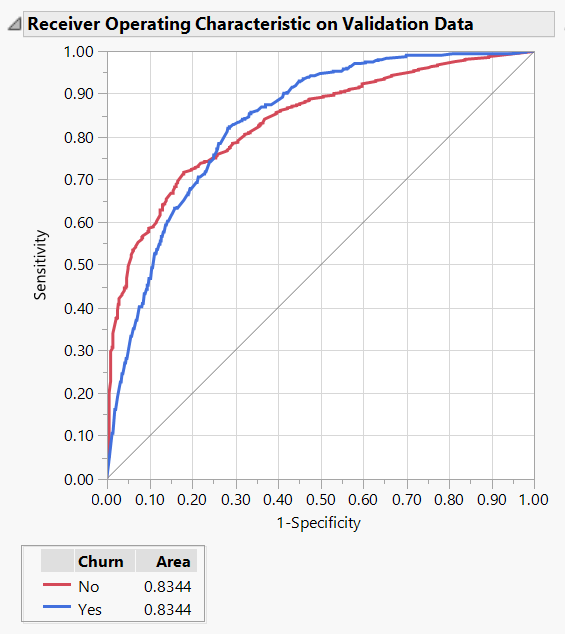 Receiver Operating Characteristic on Validation Data
1.00
0.90
0.80
0.70
0.60
0.50
0.40
0.30
0.20
0.10
0.00
Sensitivity
0.00 0.10 0.20 0.30 0.40 0.50 0.60 0.70 0.80 0.90 1.00
1-Specificity
Churn Area
No 0.8344
Yes 0.8344